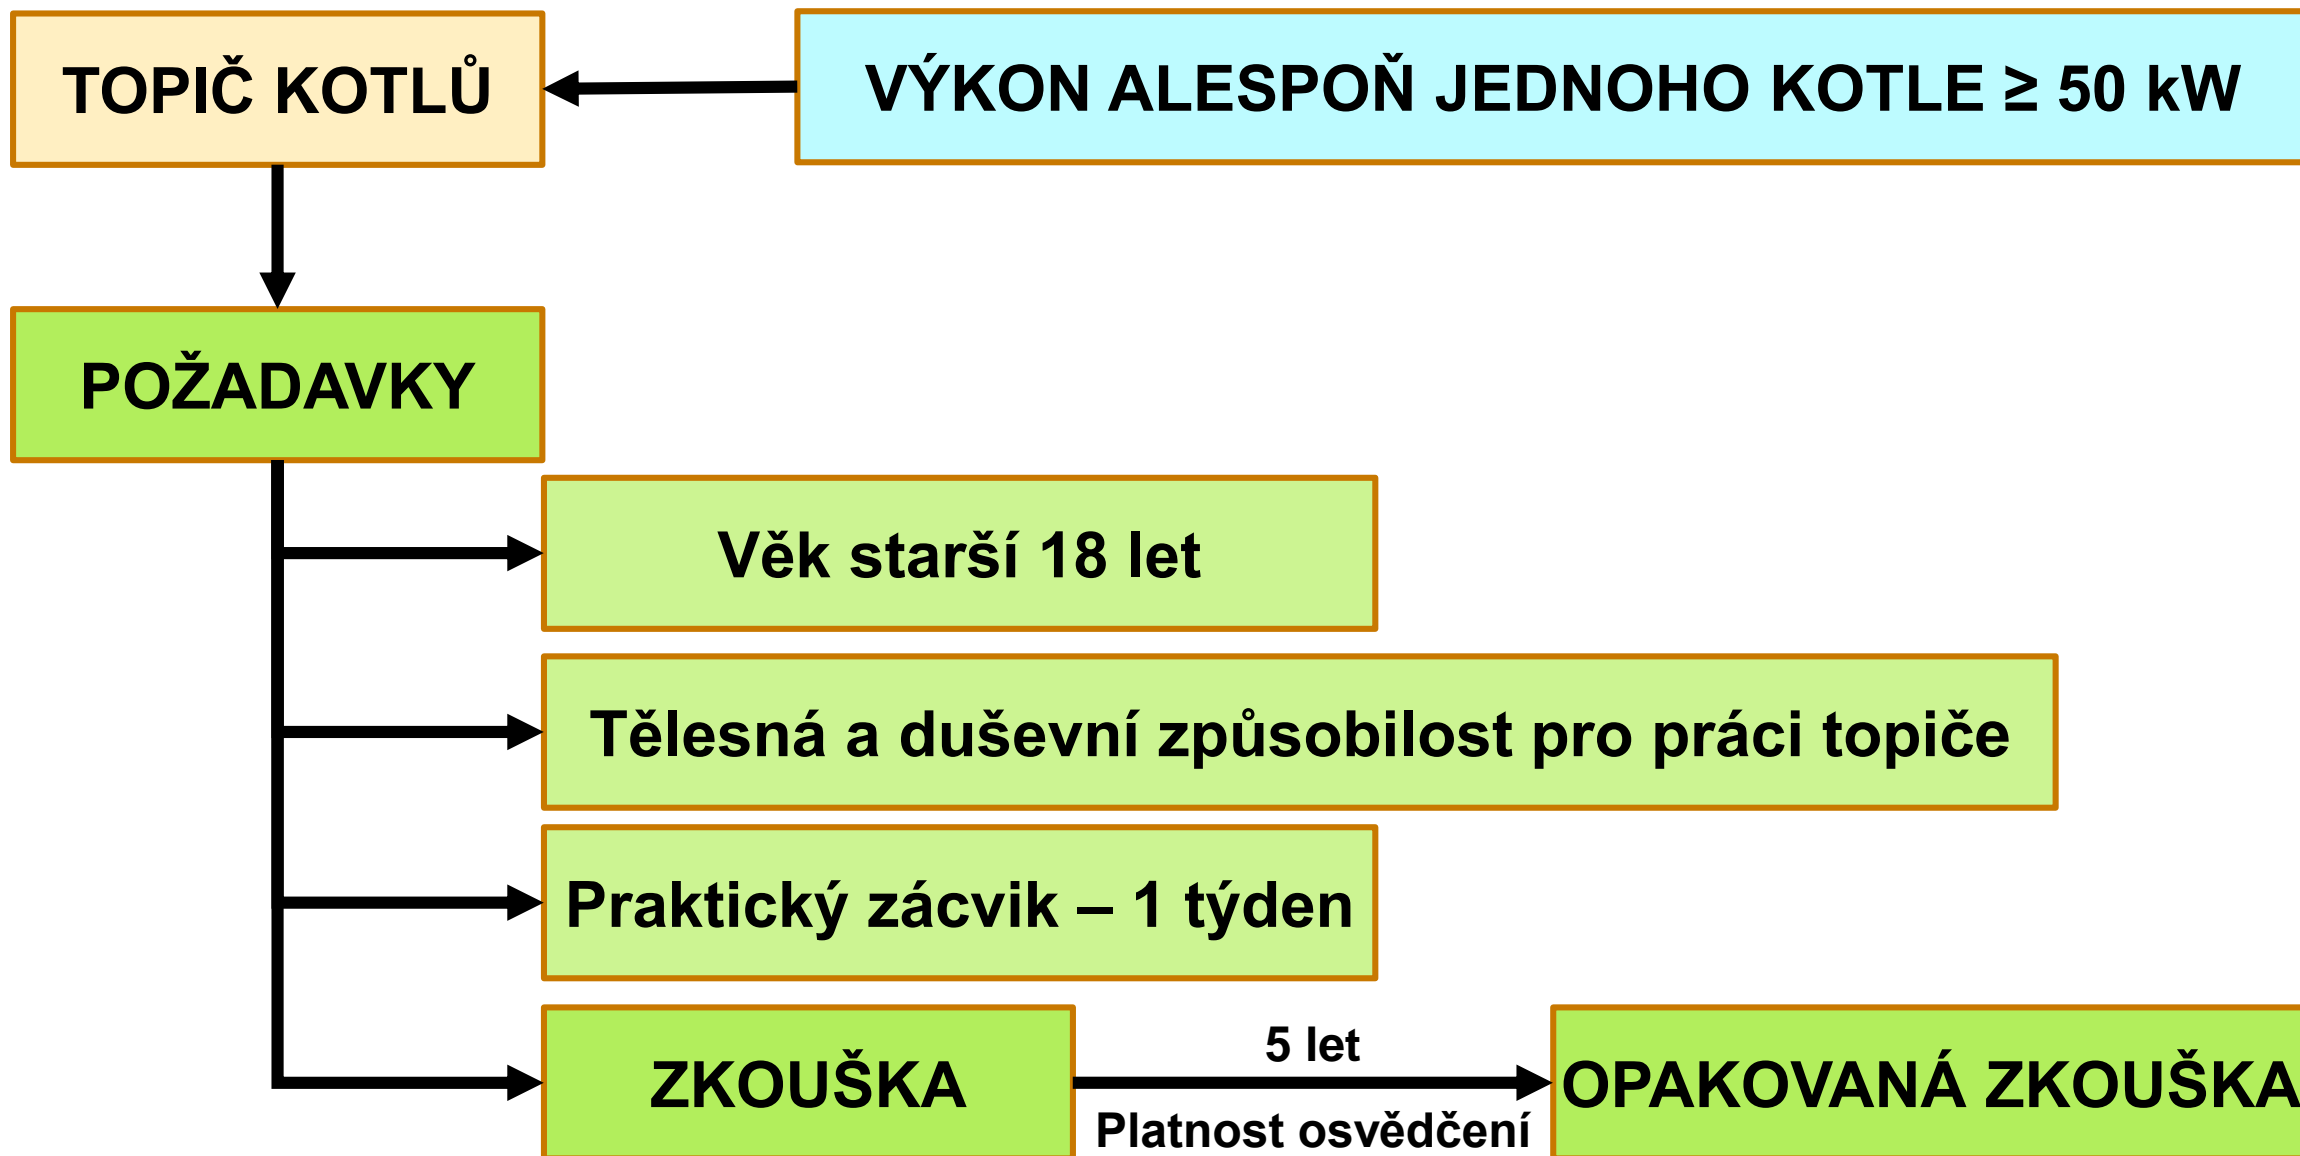 TOPIČ KOTLŮ
VÝKON ALESPOŇ JEDNOHO KOTLE ≥ 50 kW
POŽADAVKY
Věk starší 18 let
Tělesná a duševní způsobilost pro práci topiče
Praktický zácvik – 1 týden
ZKOUŠKA
5 let
Platnost osvědčení
OPAKOVANÁ ZKOUŠKA